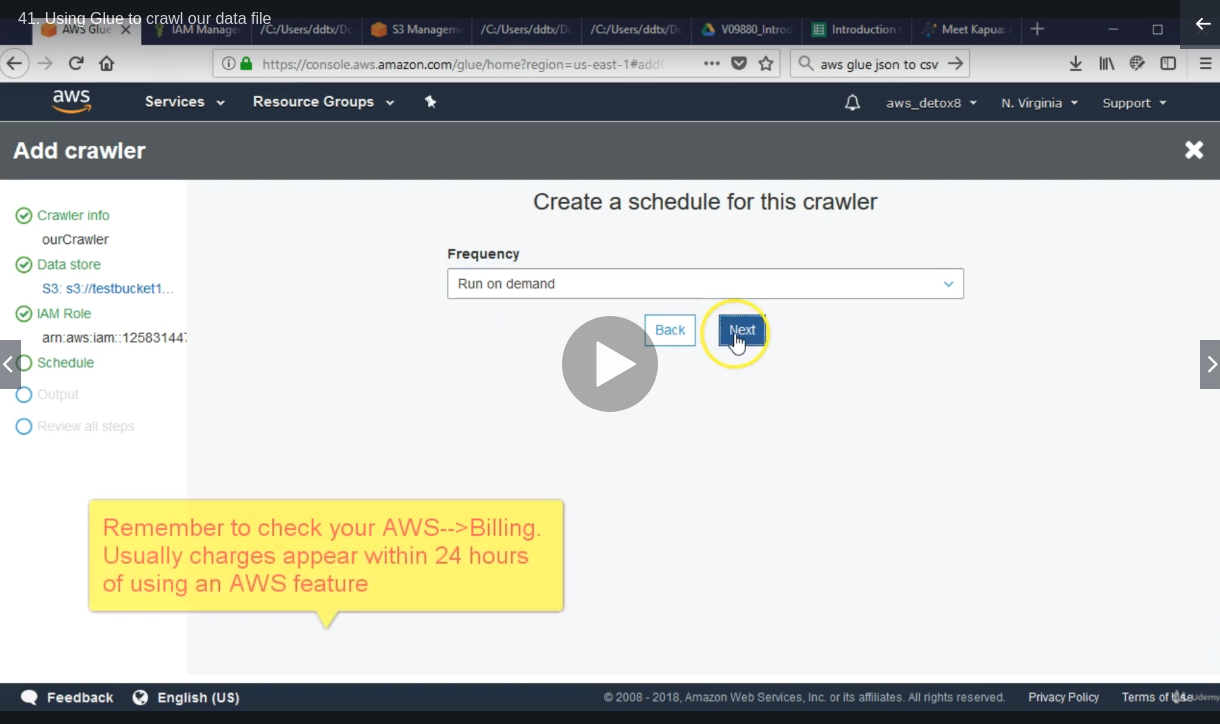 41. Using Glue to crawl our data file
AWS Glue
IAM Manage
/C:/Users/ddtx/Do
S3 Managem
/C:/Users/ddtx/De
/C:/Users/ddtx/De
V09880_Introd
Introduction
Meet Kapua:
https://console.aws.amazon.com/glue/home?region=us-east-1#add
aws glue json to csv
aws
Services
Resource Groups
aws_detox8
N. Virginia
Support
Add crawler
Create a schedule for this crawler
Crawler info
ourCrawler
Data store
S3: s3://testbucket1...
IAM Role
arn:aws:iam::12583144
Schedule
Output
Review all steps
Frequency
Run on demand
Back
Next
Remember to check your AWS-->Billing.
Usually charges appear within 24 hours
of using an AWS feature
Feedback
English (US)
© 2008 - 2018, Amazon Web Services, Inc. or its affiliates. All rights reserved.
Privacy Policy
Terms of Use
Udemy